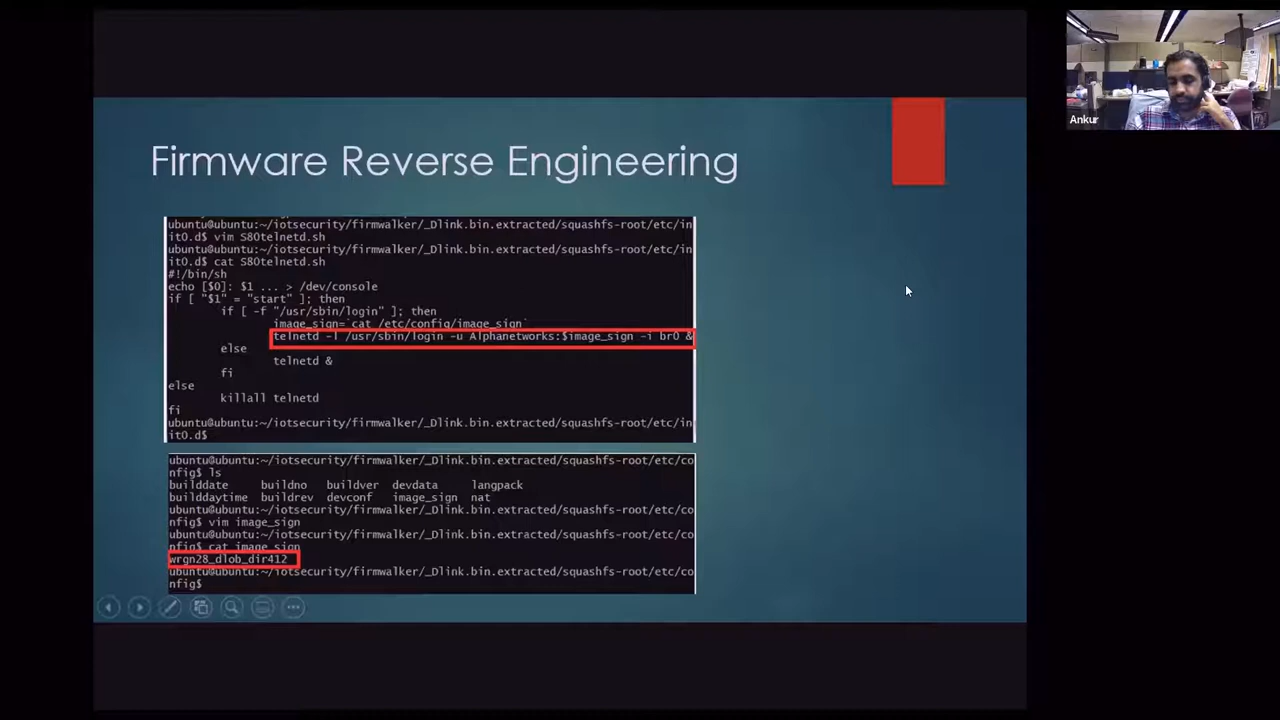 Ankur
Firmware Reverse Engineering
ubuntu@ubuntu:~/iotsecurity/firmwalker/_Dlink.bin.extracted/squashfs-root/etc/in
it0.d$ vim S80telnetd.sh
ubuntu@ubuntu:~/iotsecurity/firmwalker/_Dlink.bin.extracted/squashfs-root/etc/in
it0.d$ cat S80telnetd.sh
#!/bin/sh
echo [$0]: $1 ... > /dev/console
if [ "$1" = "start" ]; then
if [ -f "/usr/sbin/login" ]; then
image_sign=`cat /etc/config/image_sign`
telnetd -l /usr/sbin/login -u Alphanetworks:$image_sign -i br0 &
else
telnetd &
fi
else
killall telnetd
fi
ubuntu@ubuntu:~/iotsecurity/firmwalker/_Dlink.bin.extracted/squashfs-root/etc/in
it0.d$
ubuntu@ubuntu:~/iotsecurity/firmwalker/_Dlink.bin.extracted/squashfs-root/etc/co
nfig$ ls
builddate buildno buildver devdata langpack
builddaytime buildrev devconf image_sign nat
ubuntu@ubuntu:~/iotsecurity/firmwalker/_Dlink.bin.extracted/squashfs-root/etc/co
nfig$ vim image_sign
ubuntu@ubuntu:~/iotsecurity/firmwalker/_Dlink.bin.extracted/squashfs-root/etc/co
nfig$ cat image_sign
wrgn28_dlob_dir412
ubuntu@ubuntu:~/iotsecurity/firmwalker/_Dlink.bin.extracted/squashfs-root/etc/co
nfig$